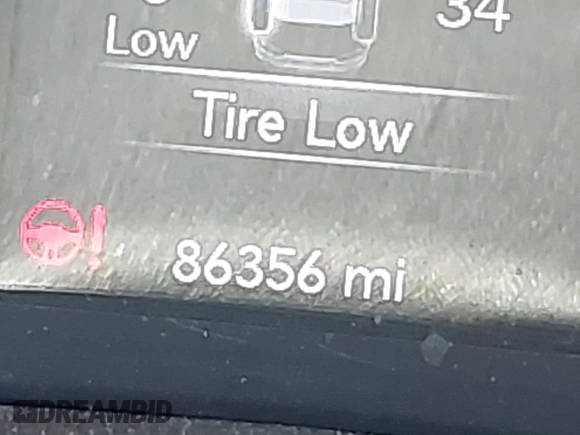 34
Low
Tire Low
86356 mi
DREAMBID